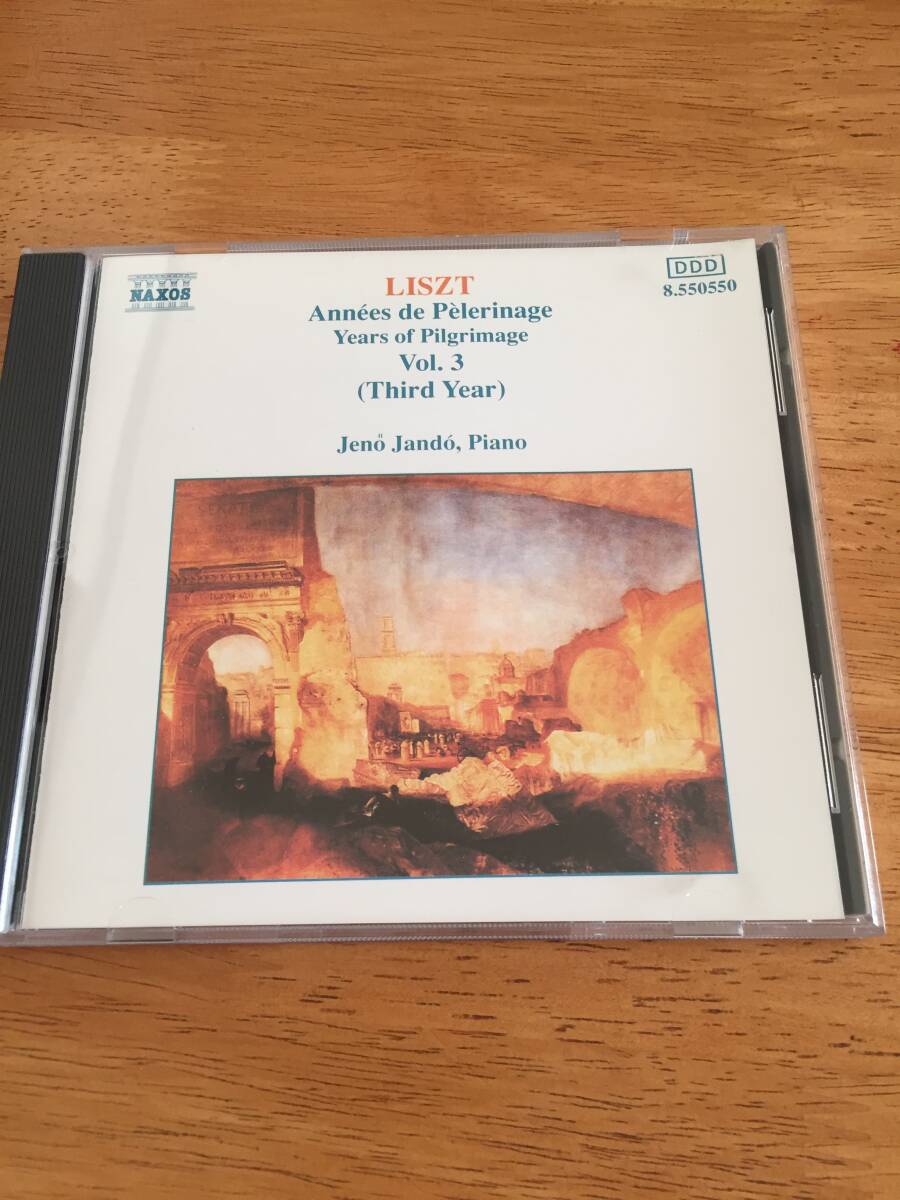 NAXOS
DDD
8.550550
LISZT
Années de Pèlerinage
Years of Pilgrimage
Vol. 3
(Third Year)
Jenő Jandó, Piano